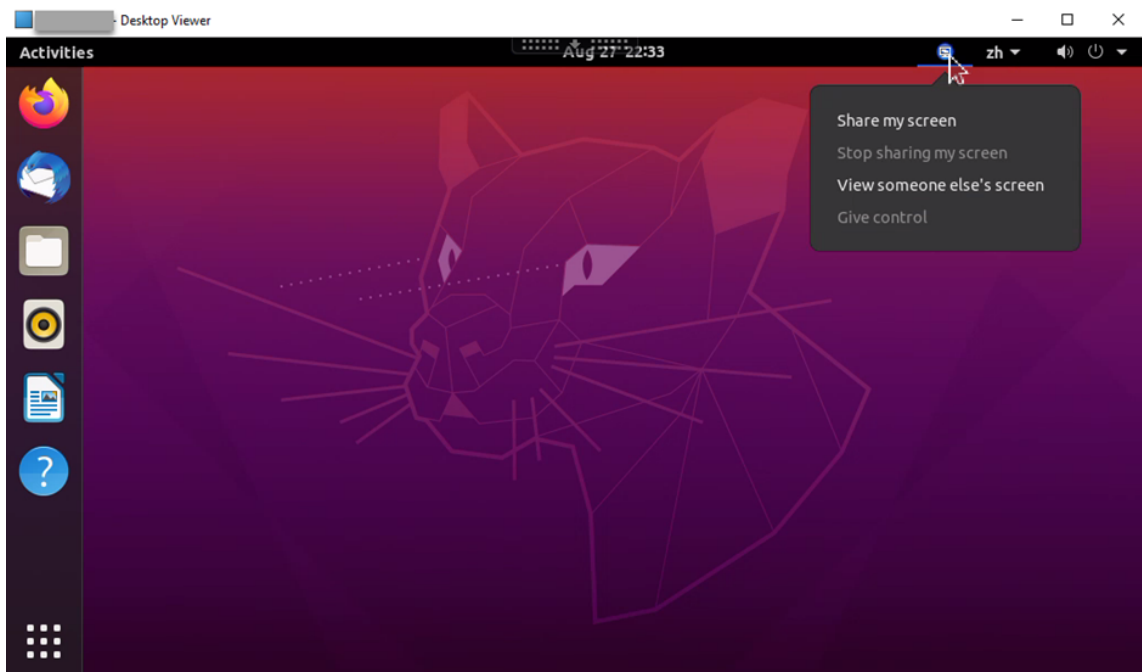 - Desktop Viewer
Activities
Aug 27 22:33
zh
Share my screen
Stop sharing my screen
View someone else's screen
Give control
?